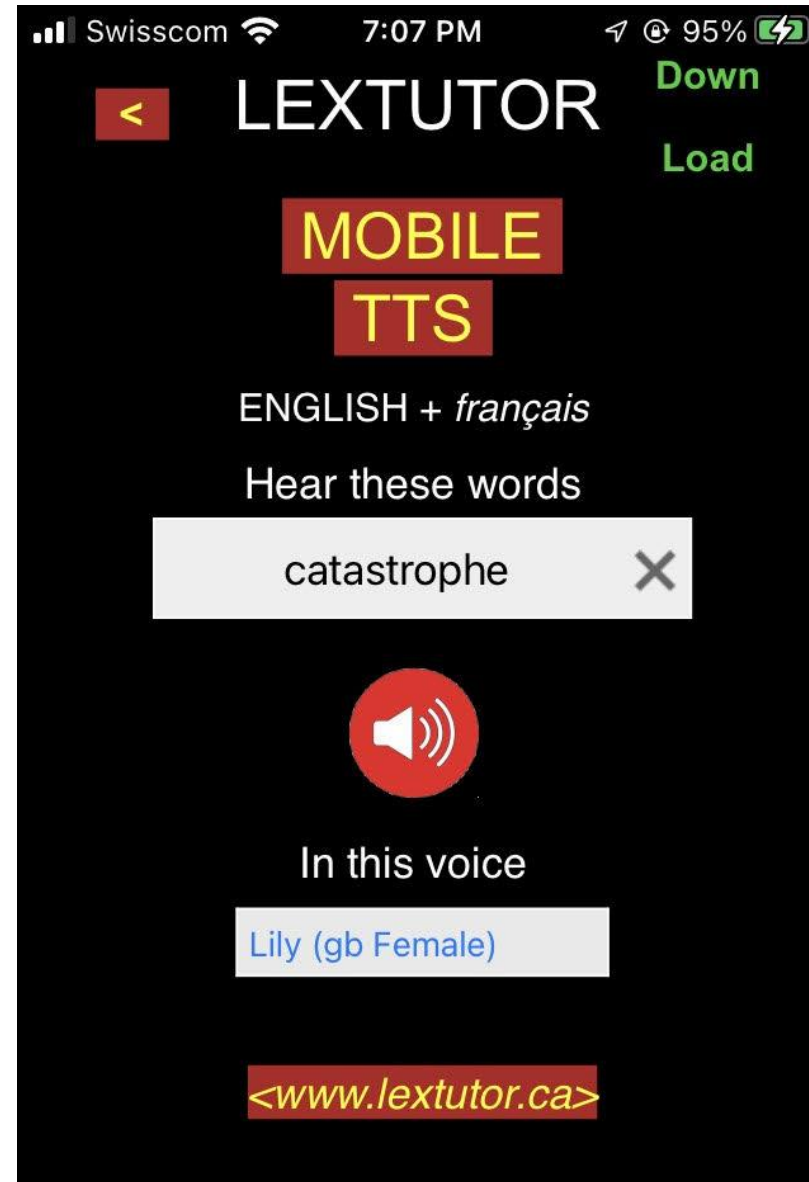 Swisscom 7:07 PM 95%
< LEXTUTOR
Down
Load
MOBILE
TTS
ENGLISH + français
Hear these words
catastrophe
In this voice
Lily (gb Female)
<www.lextutor.ca>